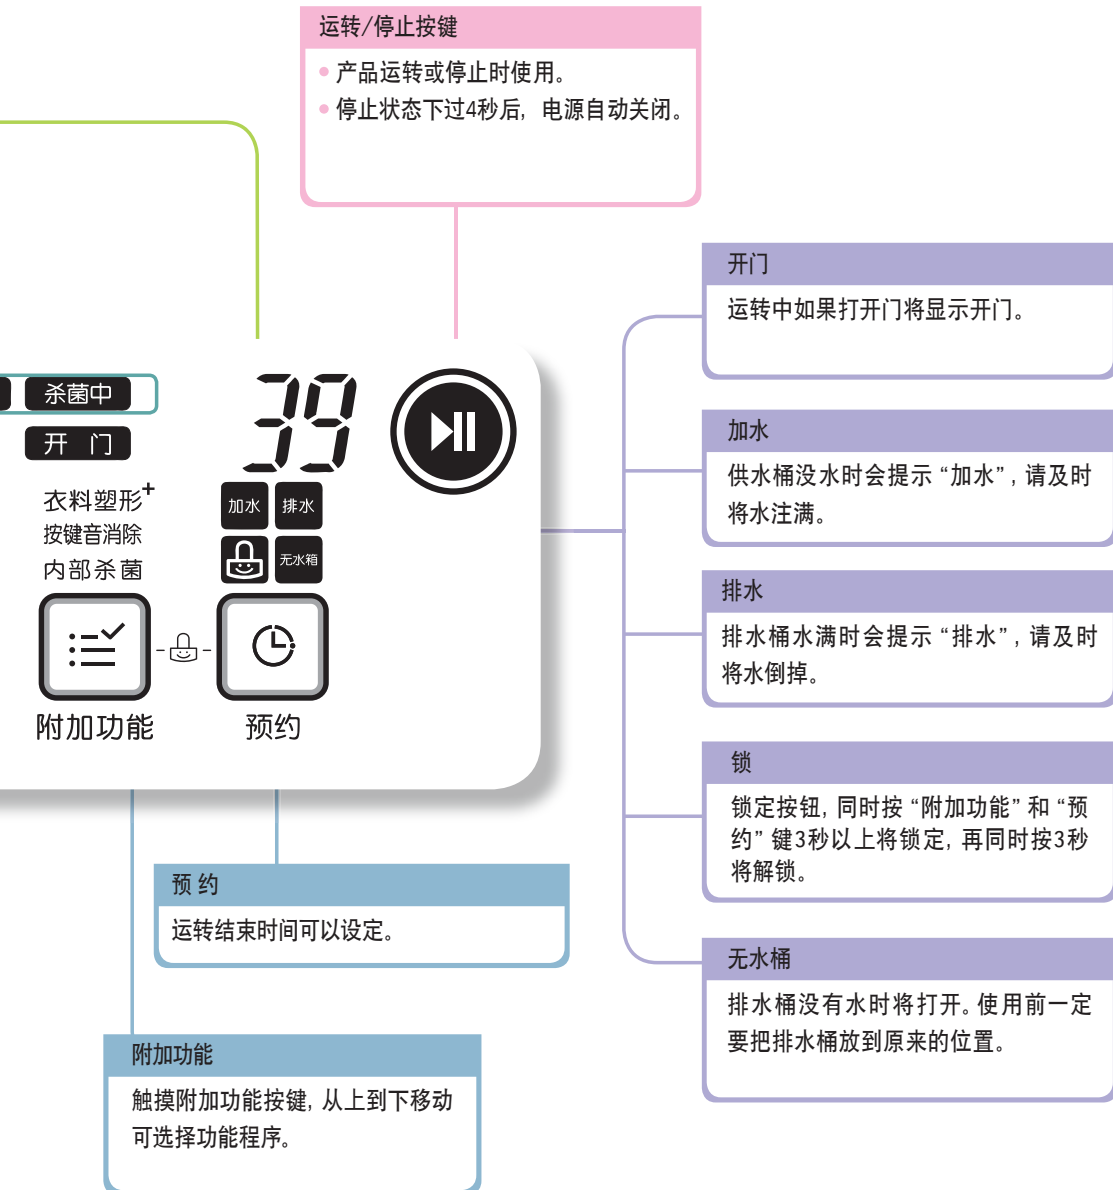 运转/停止按键
• 产品运转或停止时使用。
• 停止状态下过4秒后，电源自动关闭。
开门
运转中如果打开门将显示开门。
杀菌中
39
开 门
加水
供水桶没水时会提示“加水”，请及时
将水注满。
衣料塑形+
按键音消除
内部杀菌
加水
排水
无水箱
排水
排水桶水满时会提示“排水”，请及时
将水倒掉。
附加功能
预约
锁
锁定按钮，同时按“附加功能”和“预
约”键3秒以上将锁定，再同时按3秒
将解锁。
预 约
运转结束时间可以设定。
无水桶
排水桶没有水时将打开。使用前一定
要把排水桶放到原来的位置。
附加功能
触摸附加功能按键，从上到下移动
可选择功能程序。